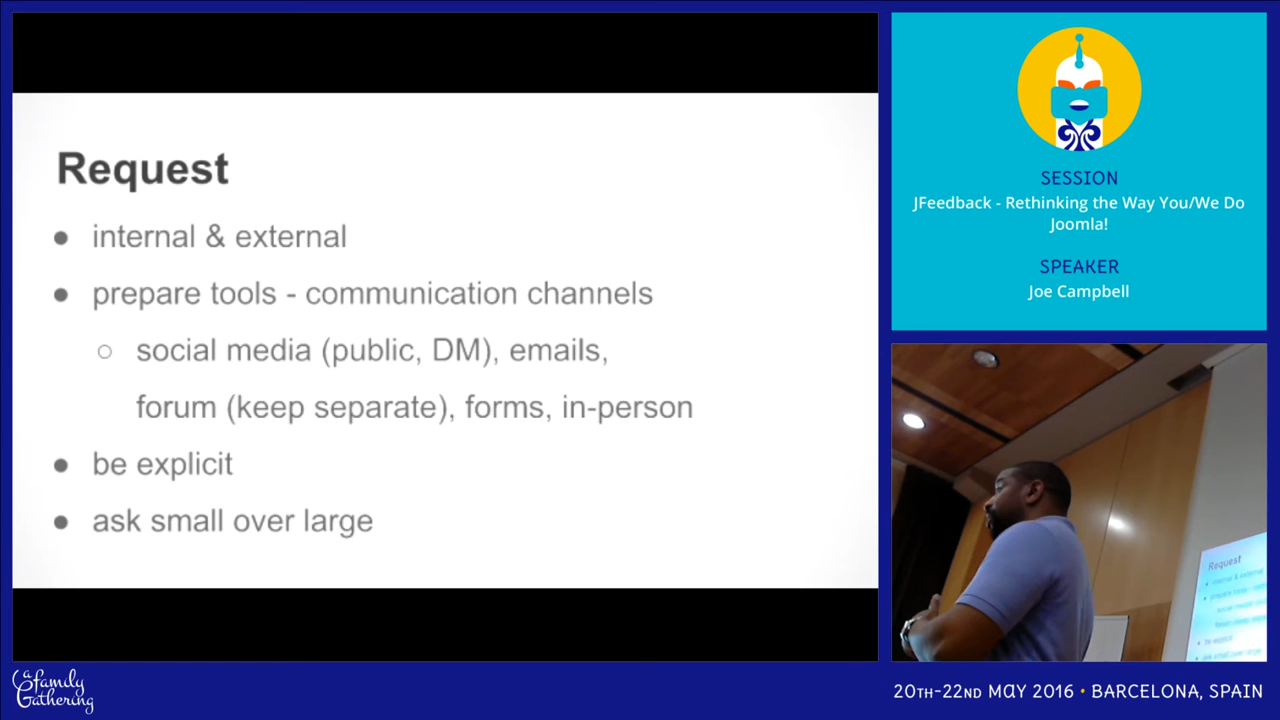 Request
● internal & external
● prepare tools - communication channels
○ social media (public, DM), emails,
forum (keep separate), forms, in-person
● be explicit
● ask small over large
SESSION
JFeedback - Rethinking the Way You/We Do
Joomla!
SPEAKER
Joe Campbell
Request
a family
Gathering
20TH-22ND MAY 2016 • BARCELONA, SPAIN